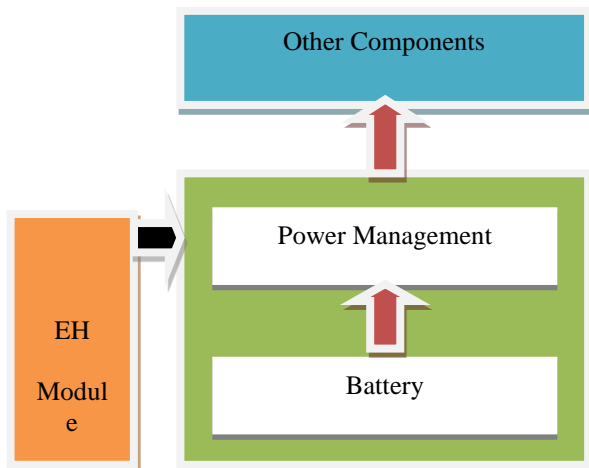 Other Components
Power Management
EH
Modul
e
Battery